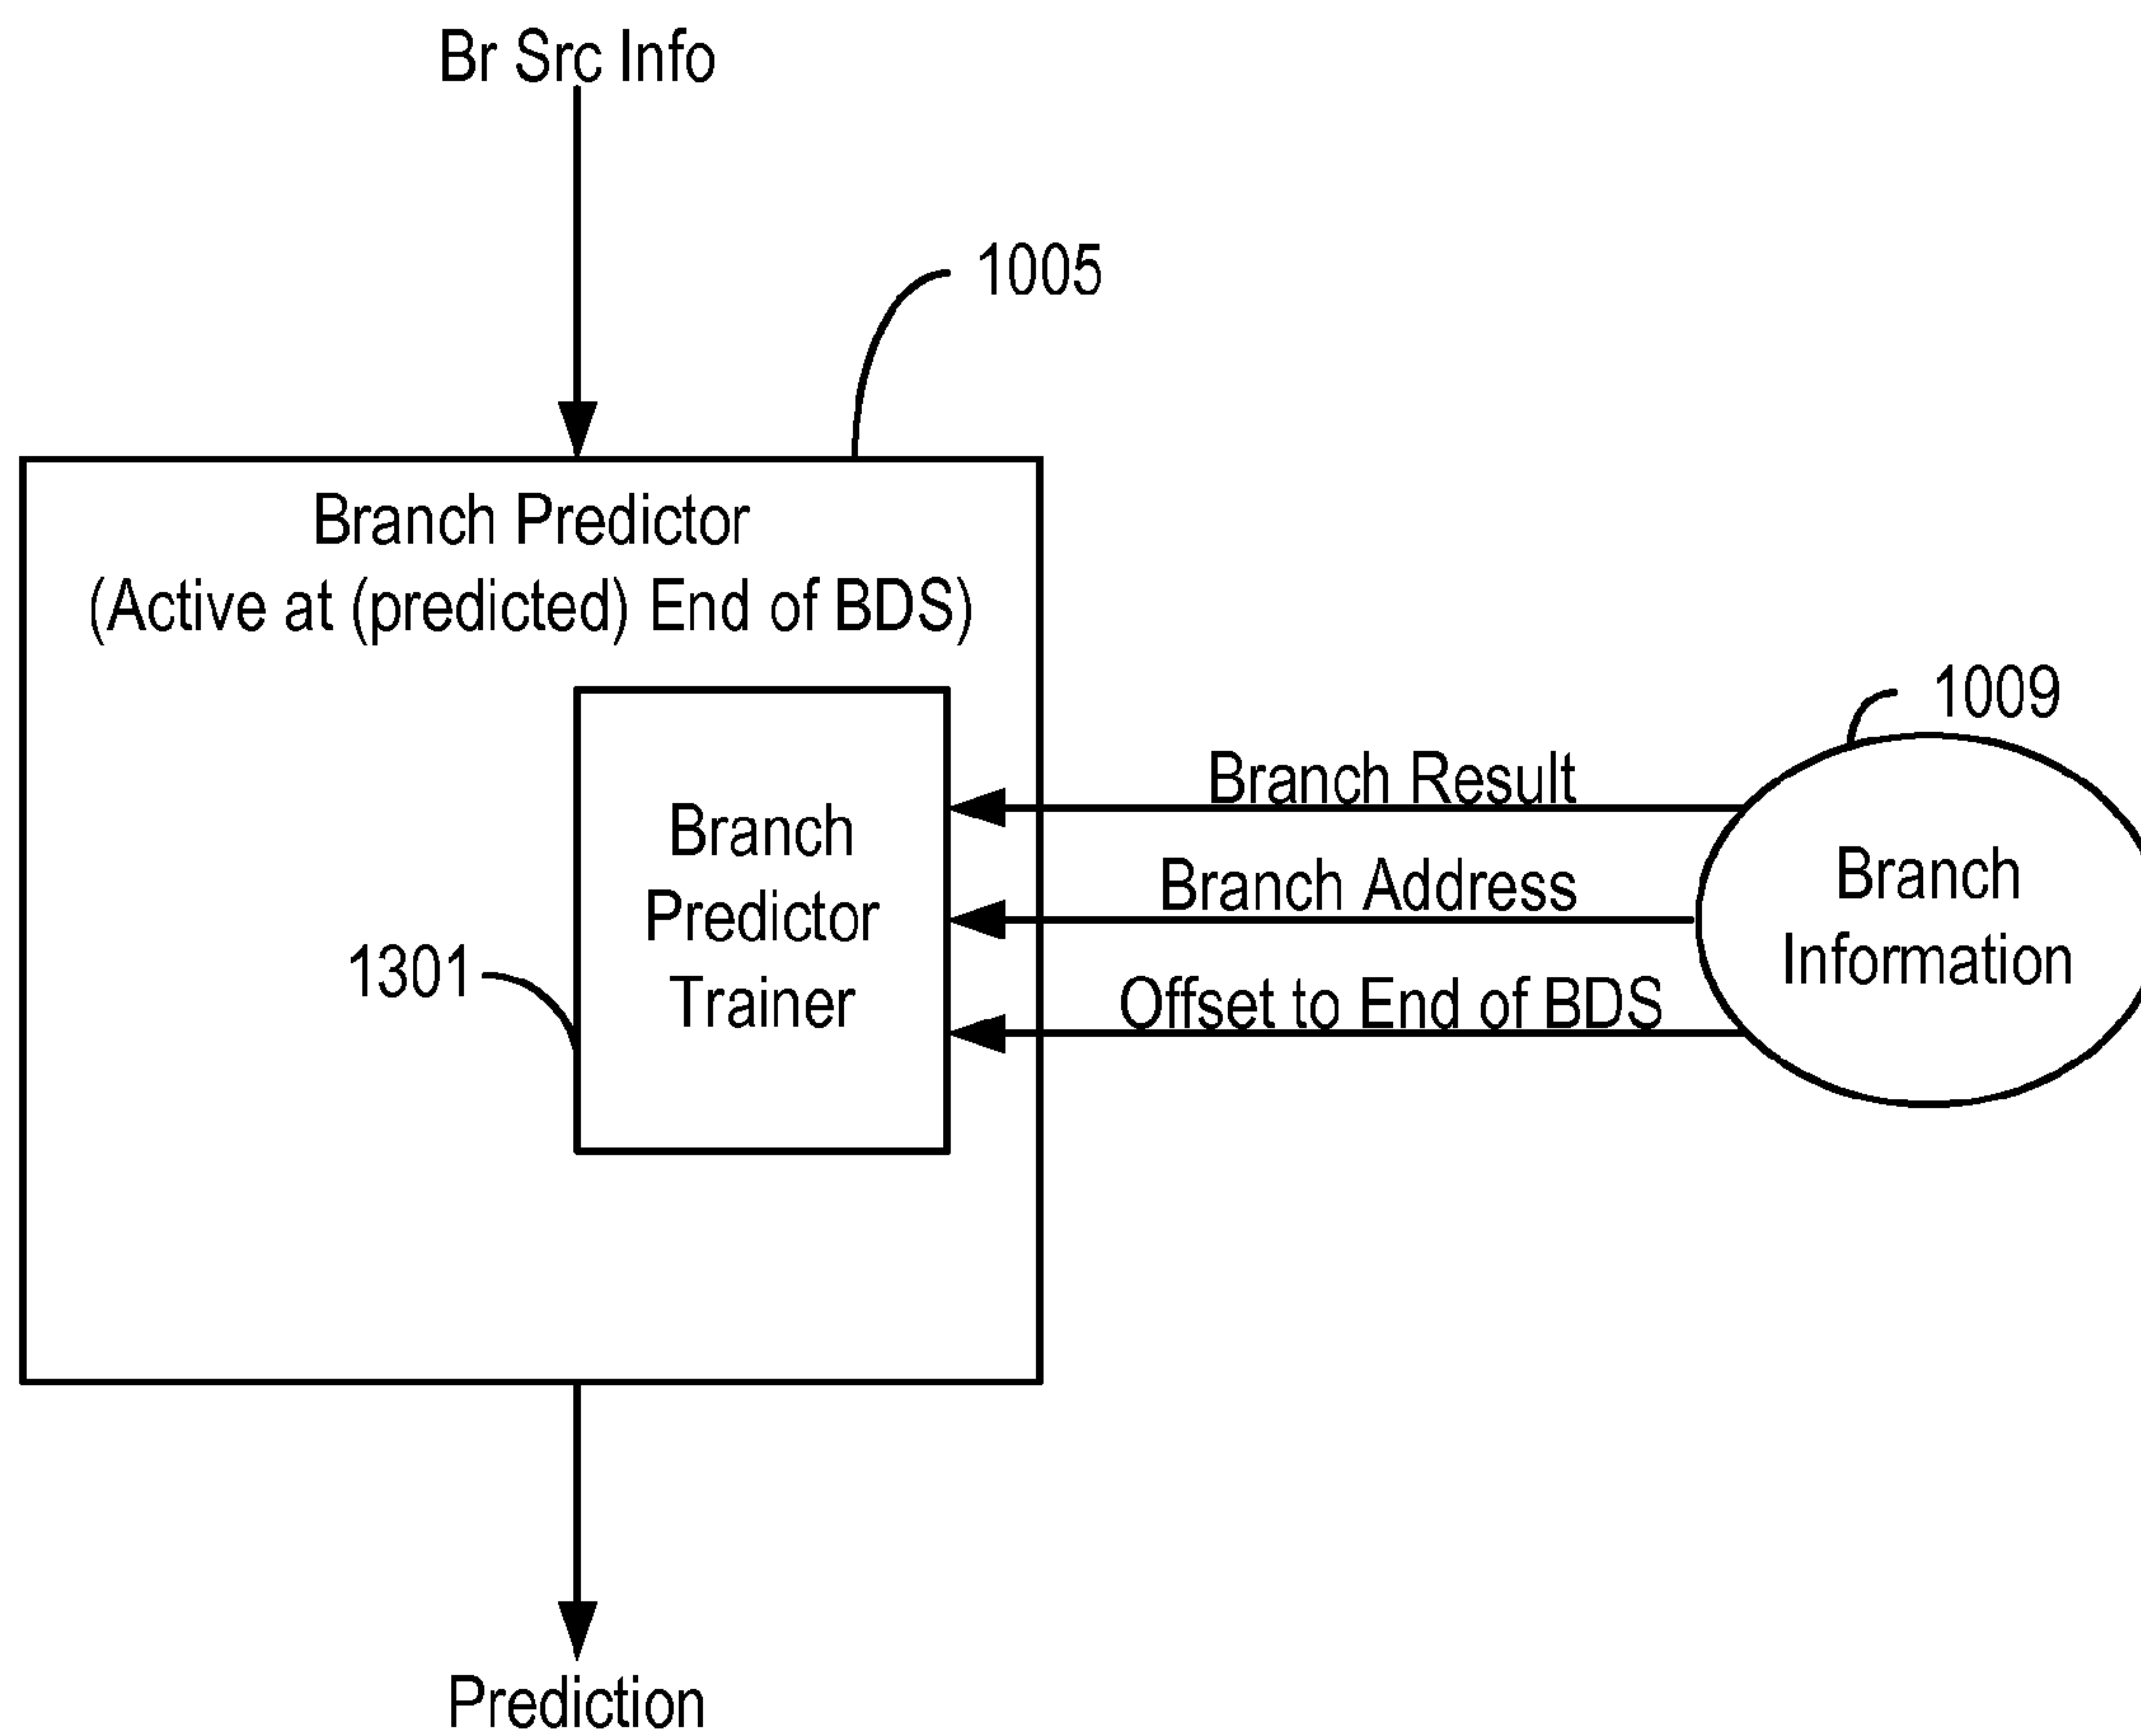 Br Src Info
1005
Branch Predictor
(Active at (predicted) End of BDS)
1009
Branch Result
Branch
Predictor
Trainer
Branch Address
Branch
Information
1301
Offset to End of BDS
Prediction